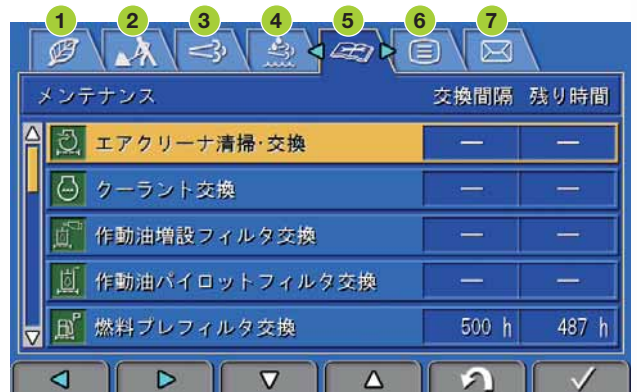 1 2 3 4 5 6 7
メンテナンス 交換間隔 残り時間
エアクリーナ清掃・交換 — —
クーラント交換 — —
作動油増設フィルタ交換 — —
作動油パイロットフィルタ交換 — —
燃料プレフィルタ交換 500 h 487 h